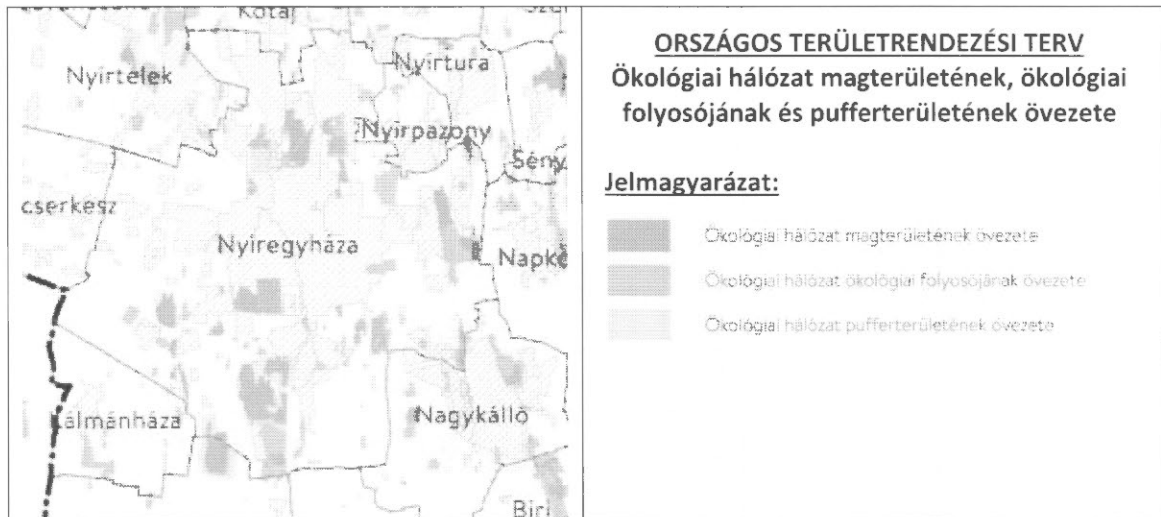 Kótaj
Nyírtelek
Nyírtura
Nyírpazony
Sény
cserkész
Nyíregyháza
Napk
Kálmánháza
Nagykálló
Biri
ORSZÁGOS TERÜLETRENDEZÉSI TERV
Ökológiai hálózat magterületének, ökológiai
folyosójának és pufferterületének övezete
Jelmagyarázat:
Ökológiai hálózat magterületének övezete
Ökológiai hálózat ökológiai folyosójának övezete
Ökológiai hálózat pufferterületének övezete